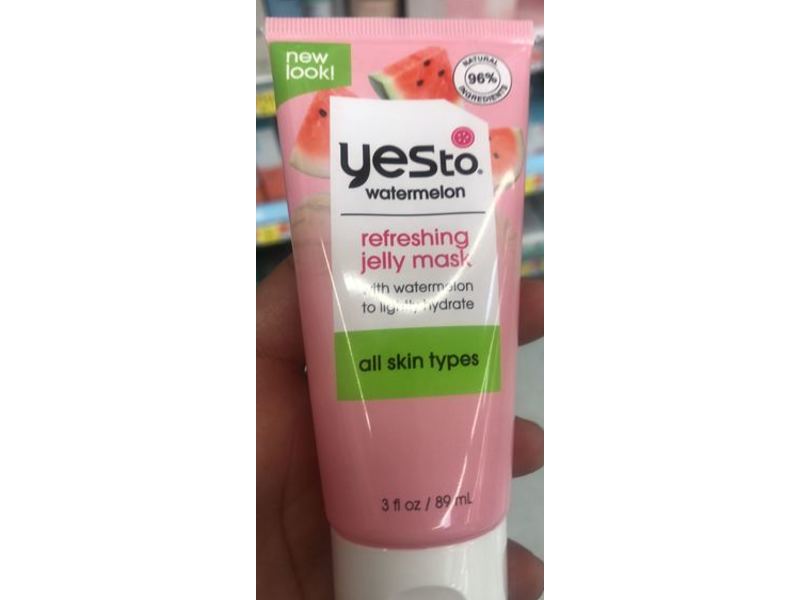 new
look!
NATURAL
96%
INGREDIENTS
yesto.
watermelon
refreshing
jelly mask
with watermelon
to lightly hydrate
all skin types
3 fl oz / 89 mL